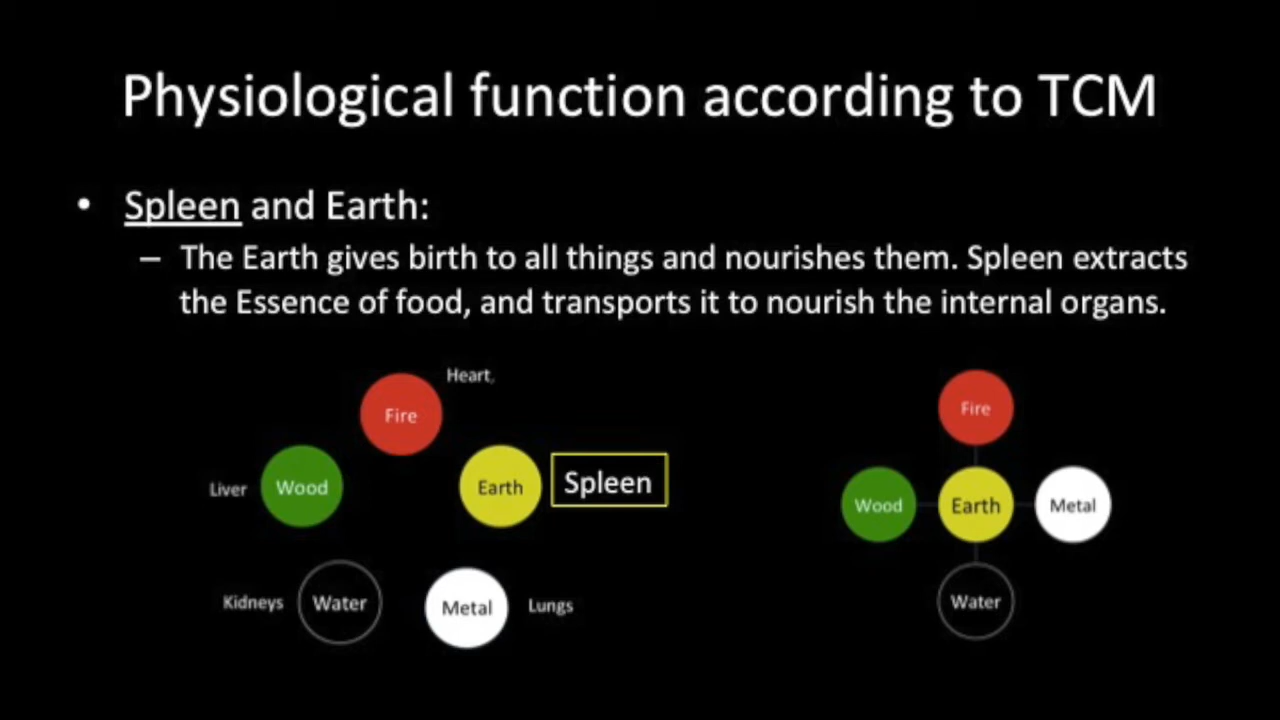 Physiological function according to TCM
• Spleen and Earth:
– The Earth gives birth to all things and nourishes them. Spleen extracts
the Essence of food, and transports it to nourish the internal organs.
Heart,
Fire
Liver
Wood
Earth
Spleen
Kidneys
Water
Metal
Lungs
Fire
Wood
Earth
Metal
Water